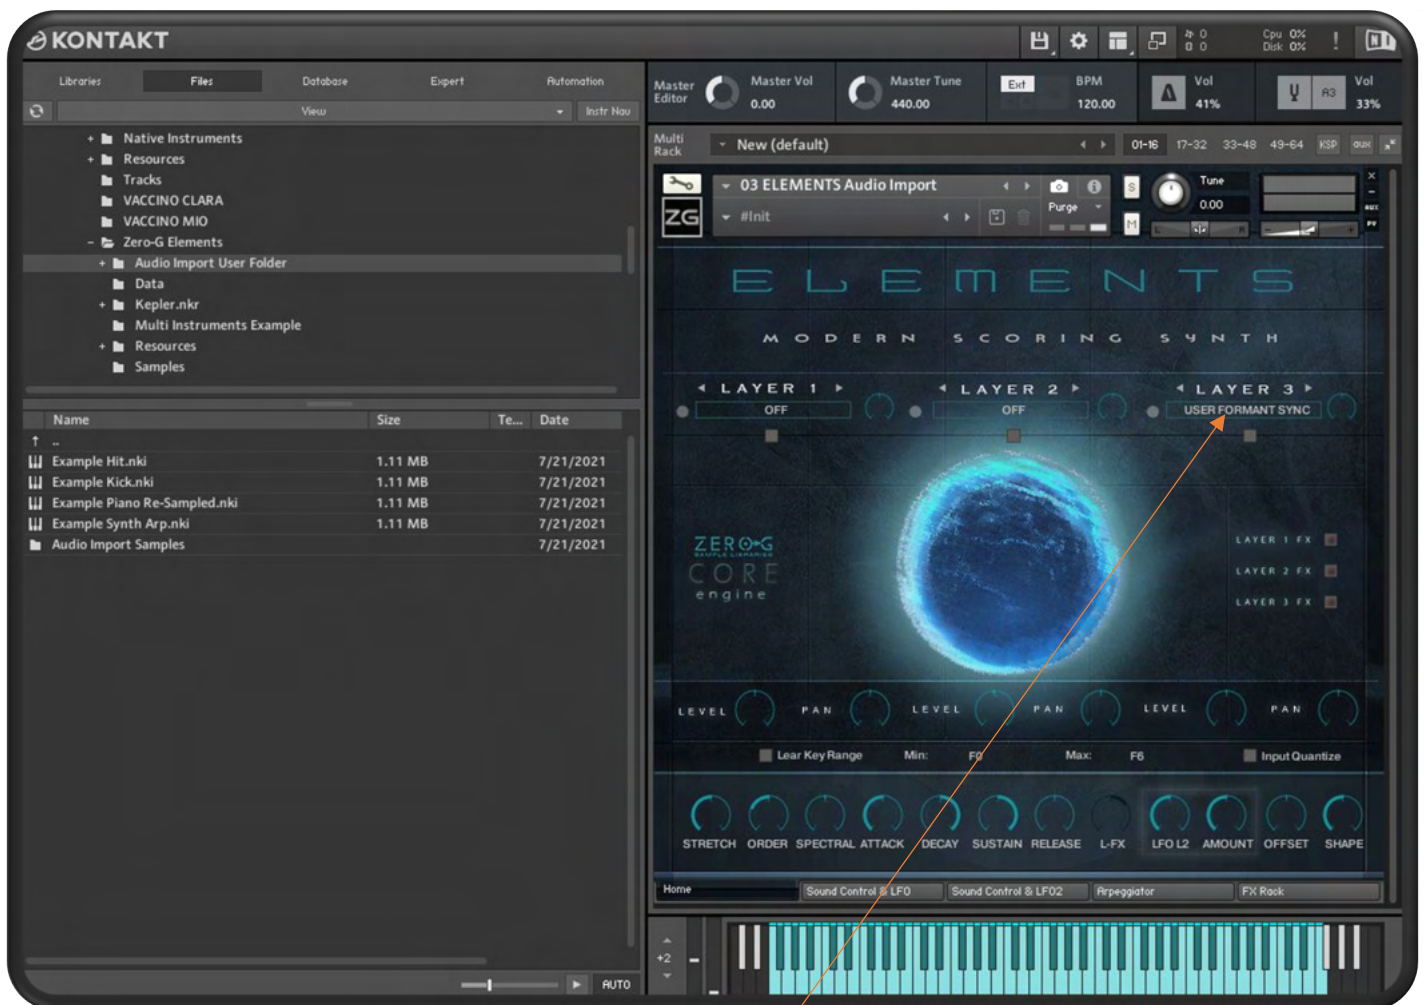 KONTAKT
0
0
Cpu 0%
Disk 0%
!
Libraries Files Database Expert Automation
View
Instr Nav
+ Native Instruments
+ Resources
Tracks
VACCINO CLARA
VACCINO MIO
- Zero-G Elements
+ Audio Import User Folder
Data
+ Kepler.nkr
Multi Instruments Example
+ Resources
Samples
Name Size Te... Date
..
Example Hit.nki 1.11 MB 7/21/2021
Example Kick.nki 1.11 MB 7/21/2021
Example Piano Re-Sampled.nki 1.11 MB 7/21/2021
Example Synth Arp.nki 1.11 MB 7/21/2021
Audio Import Samples 7/21/2021
AUTO
Master Editor
Master Vol
0.00
Master Tune
440.00
Ext
BPM
120.00
Vol
41%
A3
Vol
33%
Multi Rack
New (default)
01-16 17-32 33-48 49-64 KSP aux
03 ELEMENTS Audio Import
ZG
#Init
Purge
S
M
Tune
0.00
L R
- +
×
-
AUX
PV
ELEMENTS
MODERN SCORING SYNTH
LAYER 1 LAYER 2 LAYER 3
OFF OFF USER FORMANT SYNC
ZERO-G
SAMPLE LIBRARIES
CORE
engine
LAYER 1 FX
LAYER 2 FX
LAYER 3 FX
LEVEL PAN LEVEL PAN LEVEL PAN
Lear Key Range Min: F0 Max: F6 Input Quantize
STRETCH ORDER SPECTRAL ATTACK DECAY SUSTAIN RELEASE L-FX LFO L2 AMOUNT OFFSET SHAPE
Home Sound Control & LFO Sound Control & LFO2 Arpeggiator FX Rack
+2